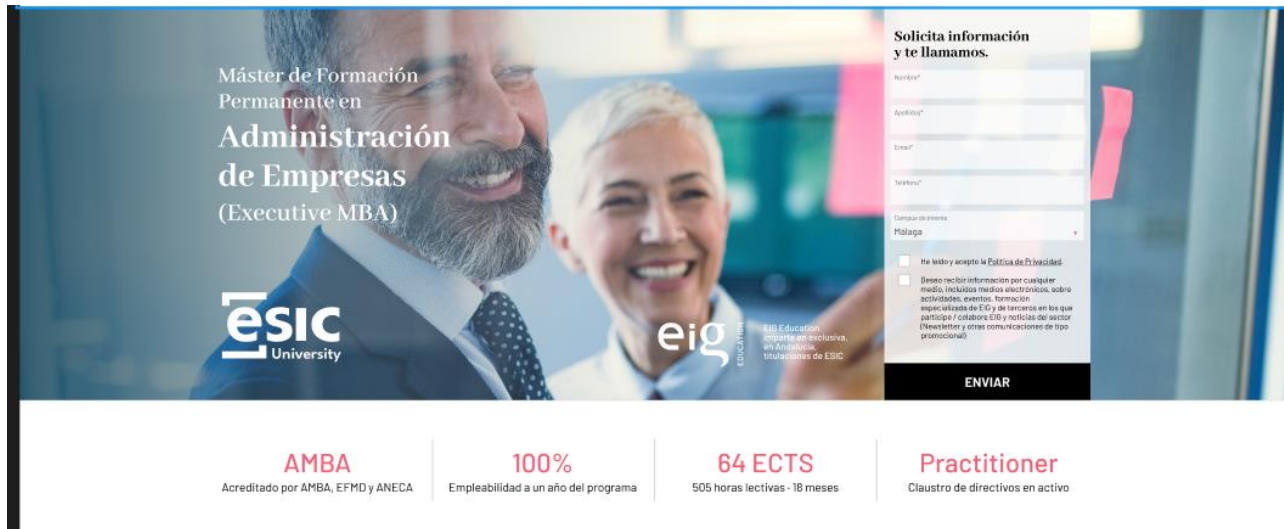 Máster de Formación
Permanente en
Administración
de Empresas
(Executive MBA)
esic
University
eig
EDUCATION
EIG Education
imparte en exclusiva,
en Andalucía,
titulaciones de ESIC
Solicita información
y te llamamos.
Nombre*
Apellidos*
Email*
Teléfono*
Campus de interés
Málaga
He leído y acepto la Política de Privacidad.
Deseo recibir información por cualquier
medio, incluidos medios electrónicos, sobre
actividades, eventos, formación
especializada de EIG y de terceros en los que
participe / colabore EIG y noticias del sector
(Newsletter y otras comunicaciones de tipo
promocional)
ENVIAR
AMBA
Acreditado por AMBA, EFMD y ANECA
100%
Empleabilidad a un año del programa
64 ECTS
505 horas lectivas - 18 meses
Practitioner
Claustro de directivos en activo